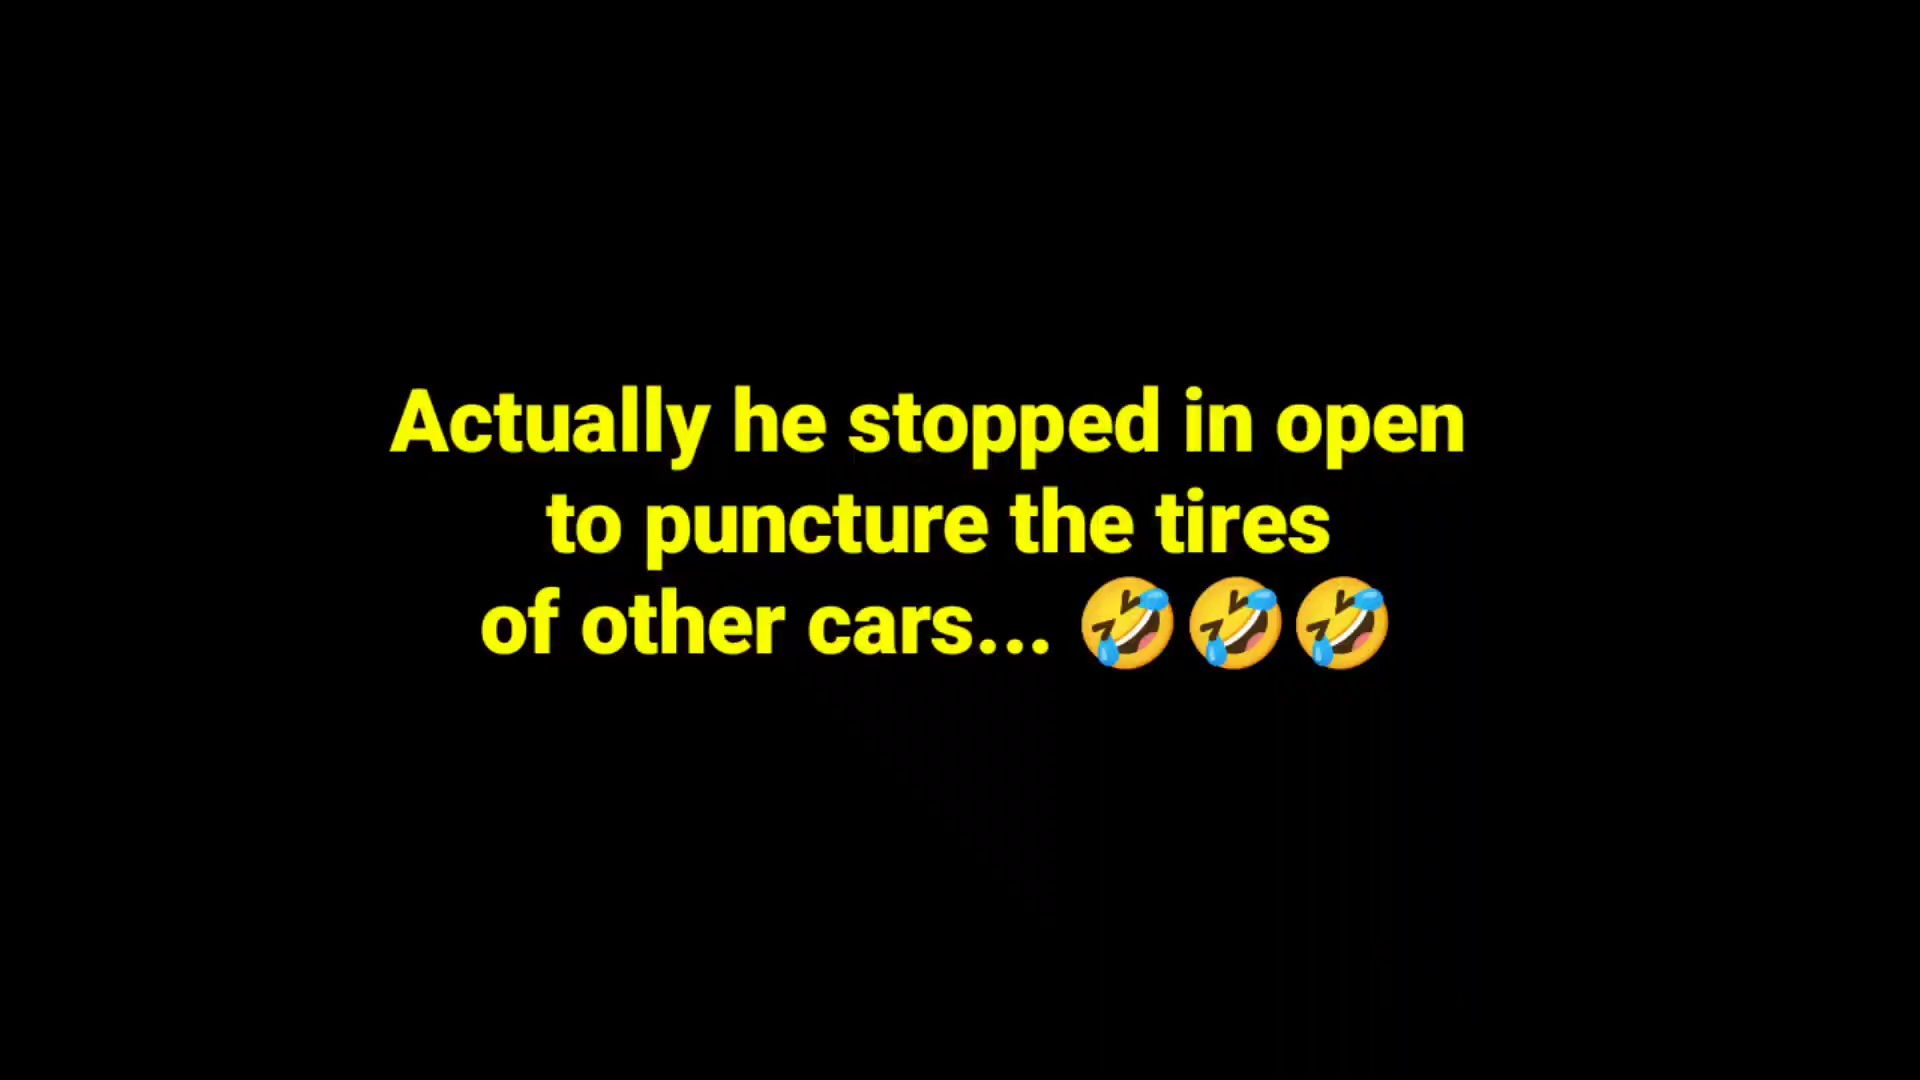 Actually he stopped in open
to puncture the tires
of other cars... 🤣🤣🤣